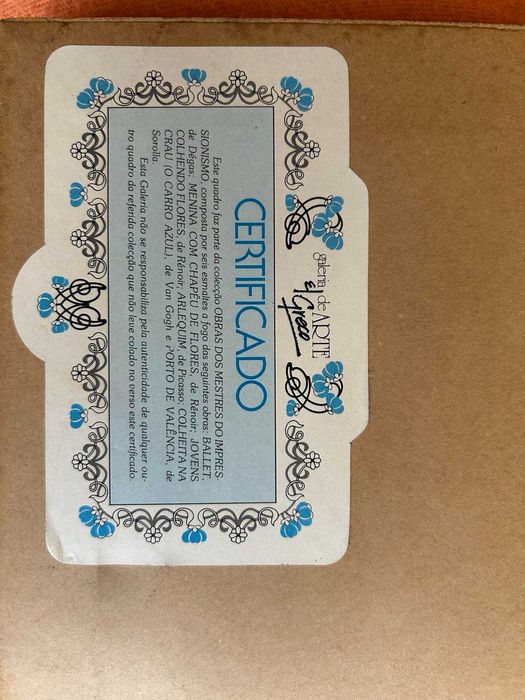 galeria de ARTE
El Greco
CERTIFICADO
Este quadro faz parte da colecção OBRAS DOS MESTRES DO IMPRES-
SIONISMO, composta por seis esmaltes a fogo das seguintes obras: BALLET,
de Dégas; MENINA COM CHAPÉU DE FLORES, de Rénoir; JOVENS
COLHENDO FLORES, de Rénoir; ARLEQUIM, de Picasso; COLHEITA NA
CRAU (O CARRO AZUL), de Van Gogh e PORTO DE VALÊNCIA, de
Sorolla.
Esta Galeria não se responsabiliza pela autenticidade de qualquer ou-
tro quadro da referida colecção que não leve colado no verso este certificado.